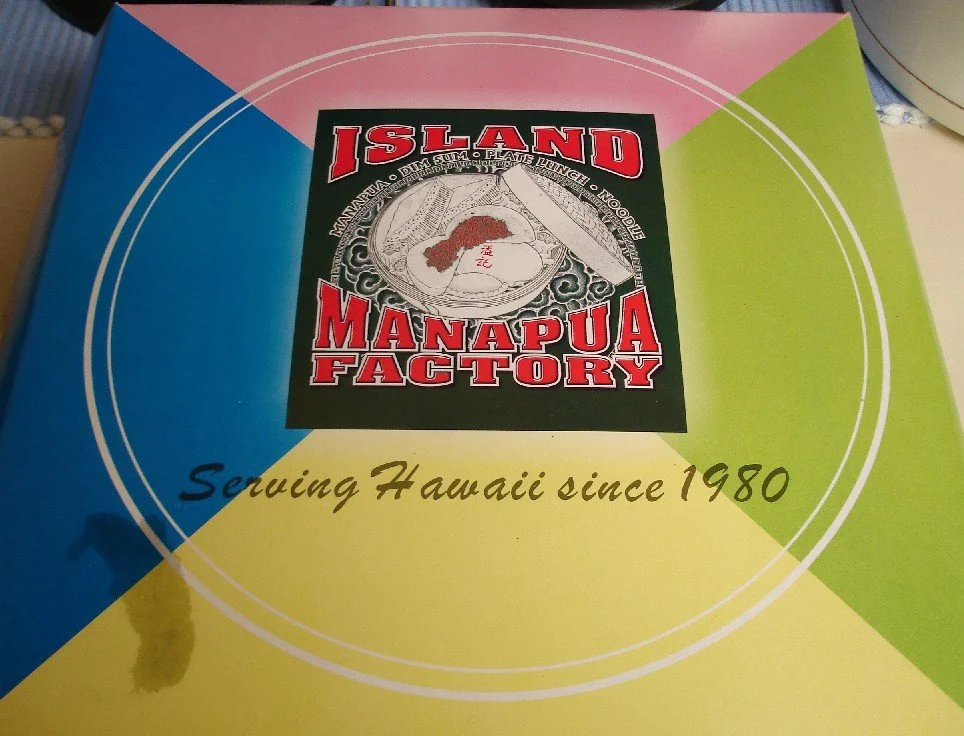 ISLAND
MANAPUA • DIM SUM • PLATE LUNCH • NOODLE
MANAPUA
FACTORY
Serving Hawaii since 1980